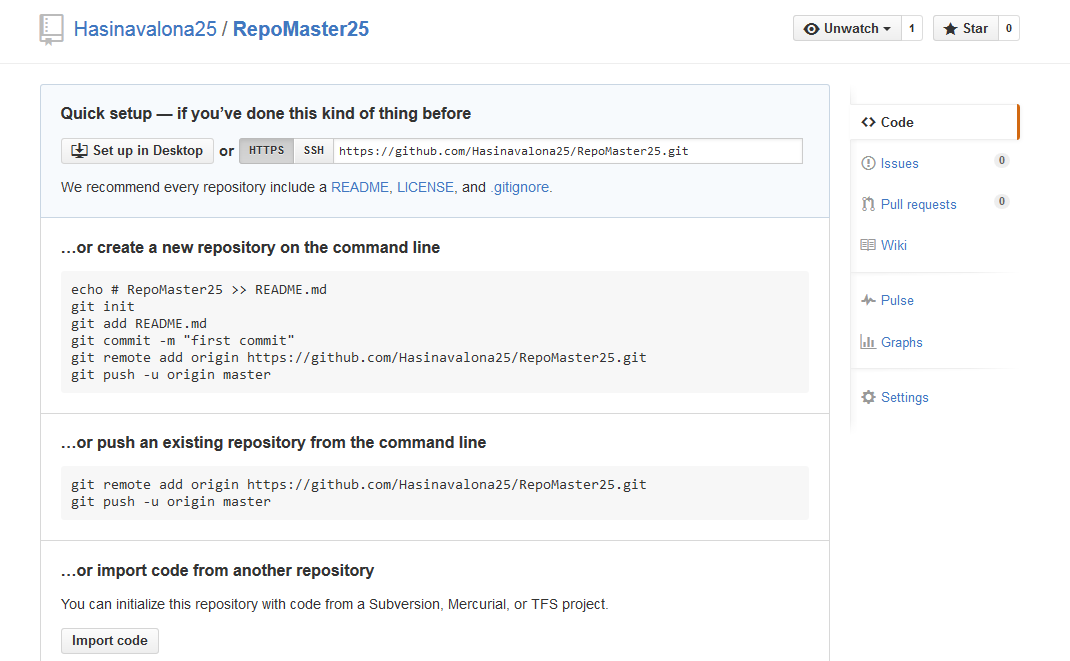 Hasinavalona25 / RepoMaster25
Unwatch 1
Star 0
Quick setup — if you’ve done this kind of thing before
Set up in Desktop or HTTPS SSH https://github.com/Hasinavalona25/RepoMaster25.git
We recommend every repository include a README, LICENSE, and .gitignore.
…or create a new repository on the command line
echo # RepoMaster25 >> README.md
git init
git add README.md
git commit -m "first commit"
git remote add origin https://github.com/Hasinavalona25/RepoMaster25.git
git push -u origin master
…or push an existing repository from the command line
git remote add origin https://github.com/Hasinavalona25/RepoMaster25.git
git push -u origin master
…or import code from another repository
You can initialize this repository with code from a Subversion, Mercurial, or TFS project.
Import code
Code
Issues 0
Pull requests 0
Wiki
Pulse
Graphs
Settings